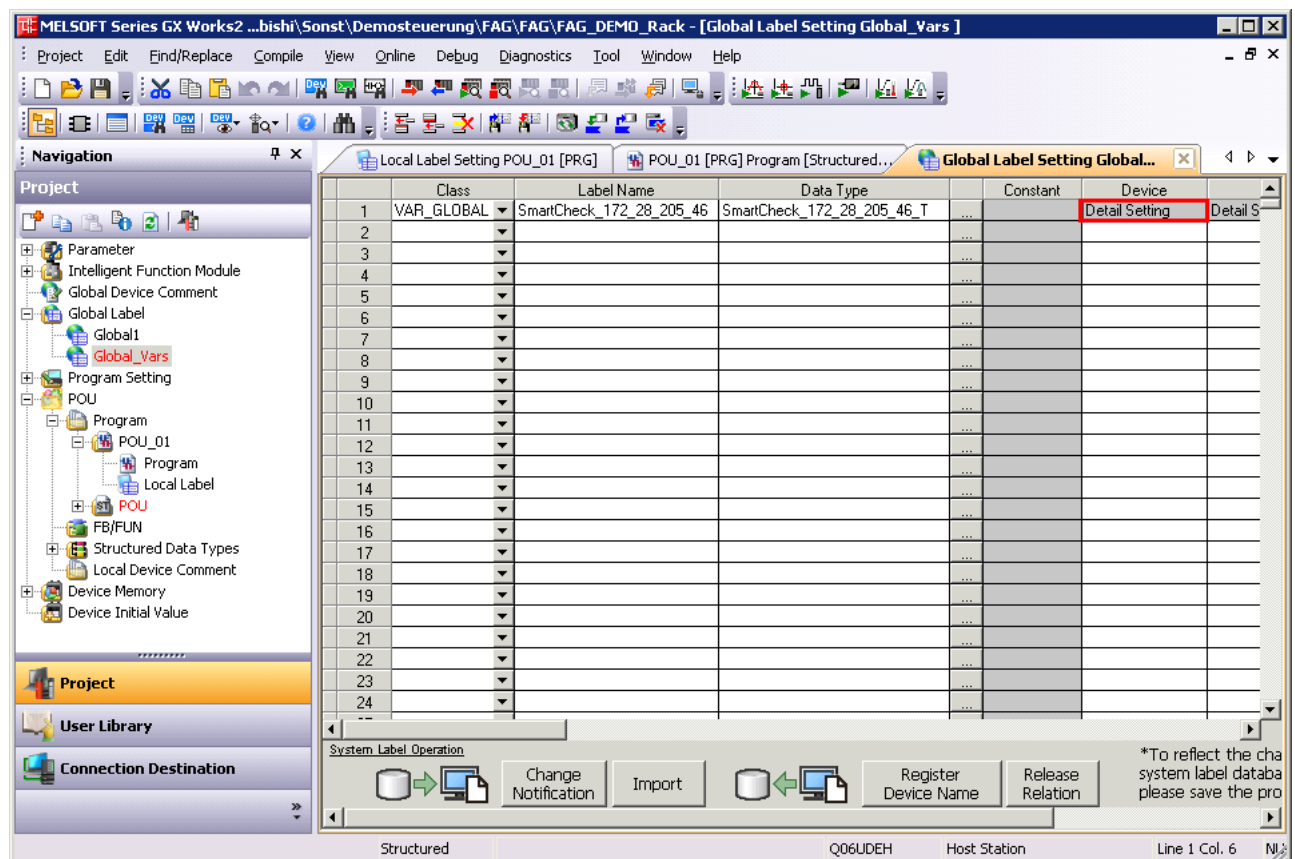 MELSOFT Series GX Works2 ...bishi\Sonst\Demosteuerung\FAG\FAG\FAG_DEMO_Rack - [Global Label Setting Global_Vars ]
Project Edit Find/Replace Compile View Online Debug Diagnostics Tool Window Help
Navigation
Project
Parameter
Intelligent Function Module
Global Device Comment
Global Label
Global1
Global_Vars
Program Setting
POU
Program
POU_01
Program
Local Label
POU
FB/FUN
Structured Data Types
Local Device Comment
Device Memory
Device Initial Value
Project
User Library
Connection Destination
Local Label Setting POU_01 [PRG] POU_01 [PRG] Program [Structured... Global Label Setting Global...
Class Label Name Data Type Constant Device
1 VAR_GLOBAL SmartCheck_172_28_205_46 SmartCheck_172_28_205_46_T ... Detail Setting Detail S
2 ...
3 ...
4 ...
5 ...
6 ...
7 ...
8 ...
9 ...
10 ...
11 ...
12 ...
13 ...
14 ...
15 ...
16 ...
17 ...
18 ...
19 ...
20 ...
21 ...
22 ...
23 ...
24 ...
System Label Operation
Change Notification
Import
Register Device Name
Release Relation
*To reflect the cha
system label databa
please save the pro
Structured Q06UDEH Host Station Line 1 Col. 6